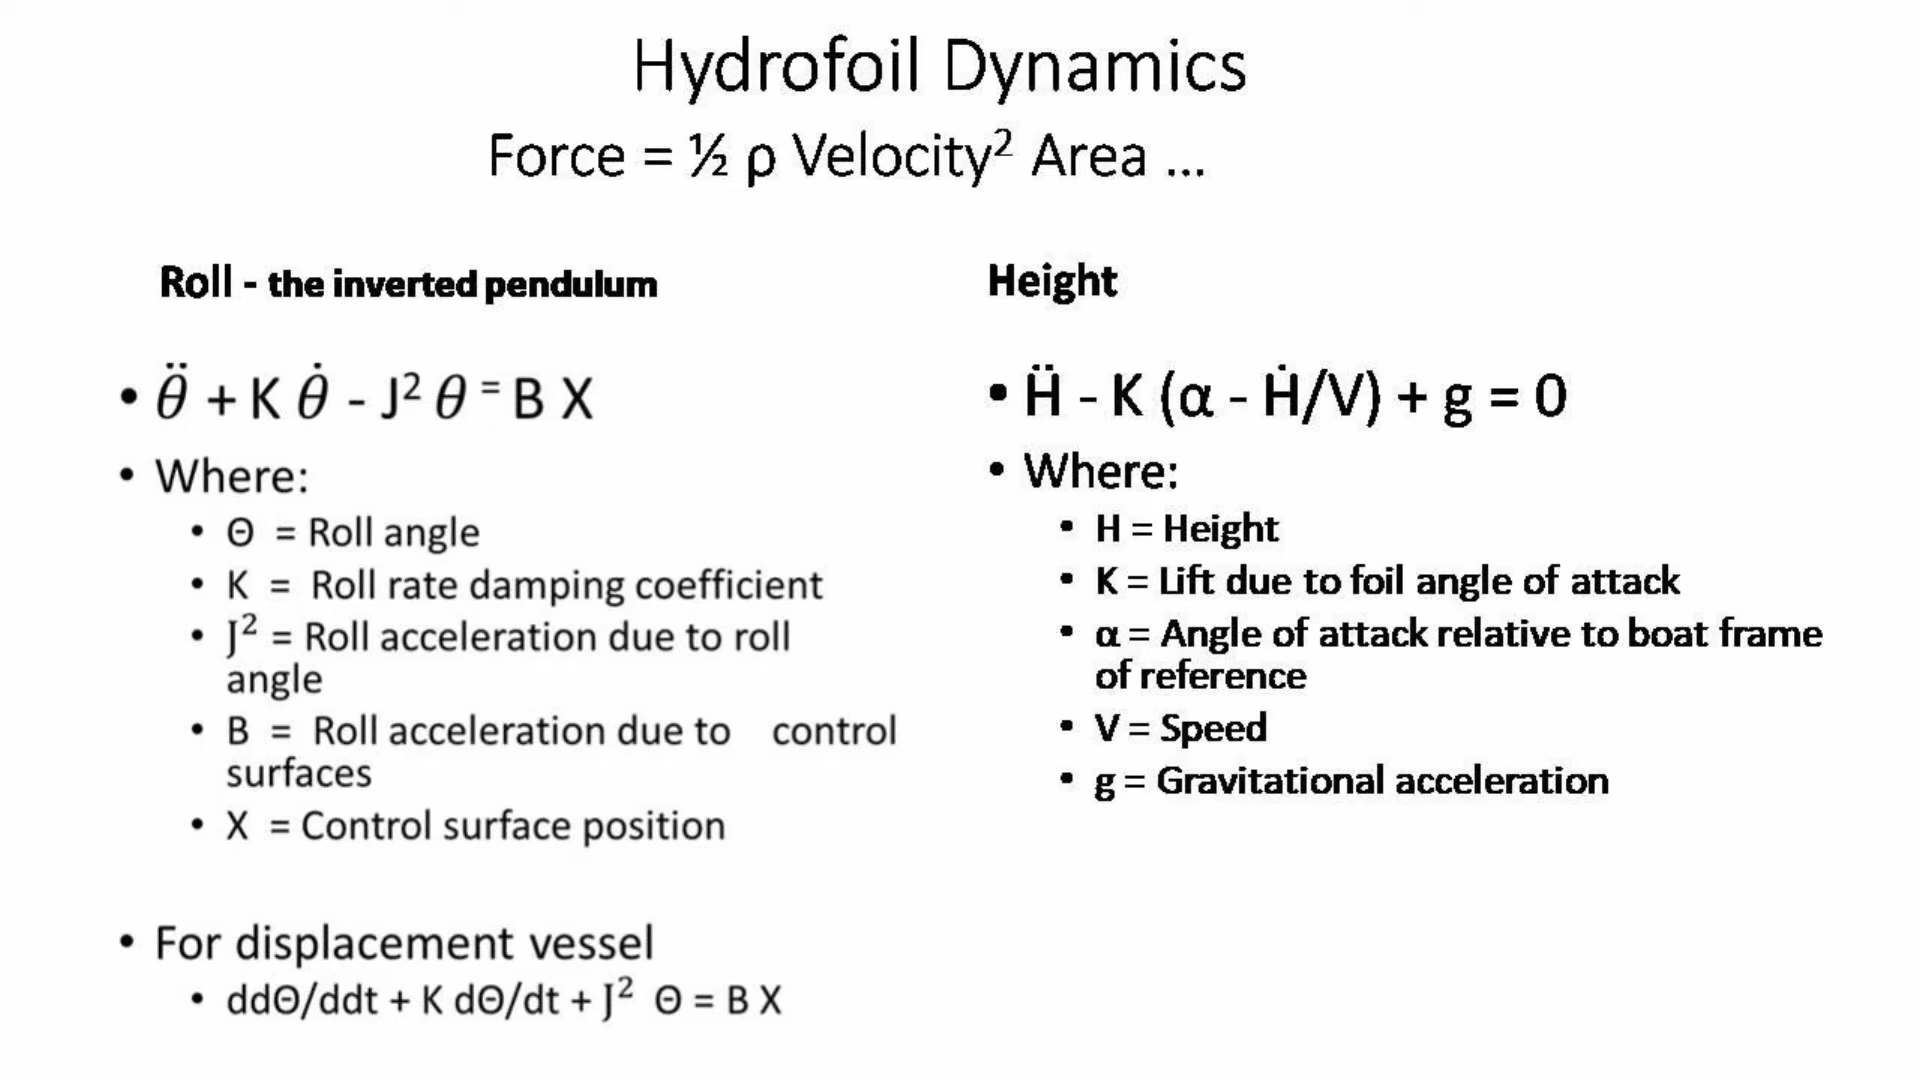 Hydrofoil Dynamics
Force = ½ ρ Velocity² Area ...
Roll - the inverted pendulum
• θ̈ + K θ̇ - J² θ = B X
• Where:
• Θ = Roll angle
• K = Roll rate damping coefficient
• J² = Roll acceleration due to roll
angle
• B = Roll acceleration due to control
surfaces
• X = Control surface position
• For displacement vessel
• ddΘ/ddt + K dΘ/dt + J² Θ = B X
Height
• Ḧ - K (α - Ḣ/V) + g = 0
• Where:
• H = Height
• K = Lift due to foil angle of attack
• α = Angle of attack relative to boat frame
of reference
• V = Speed
• g = Gravitational acceleration